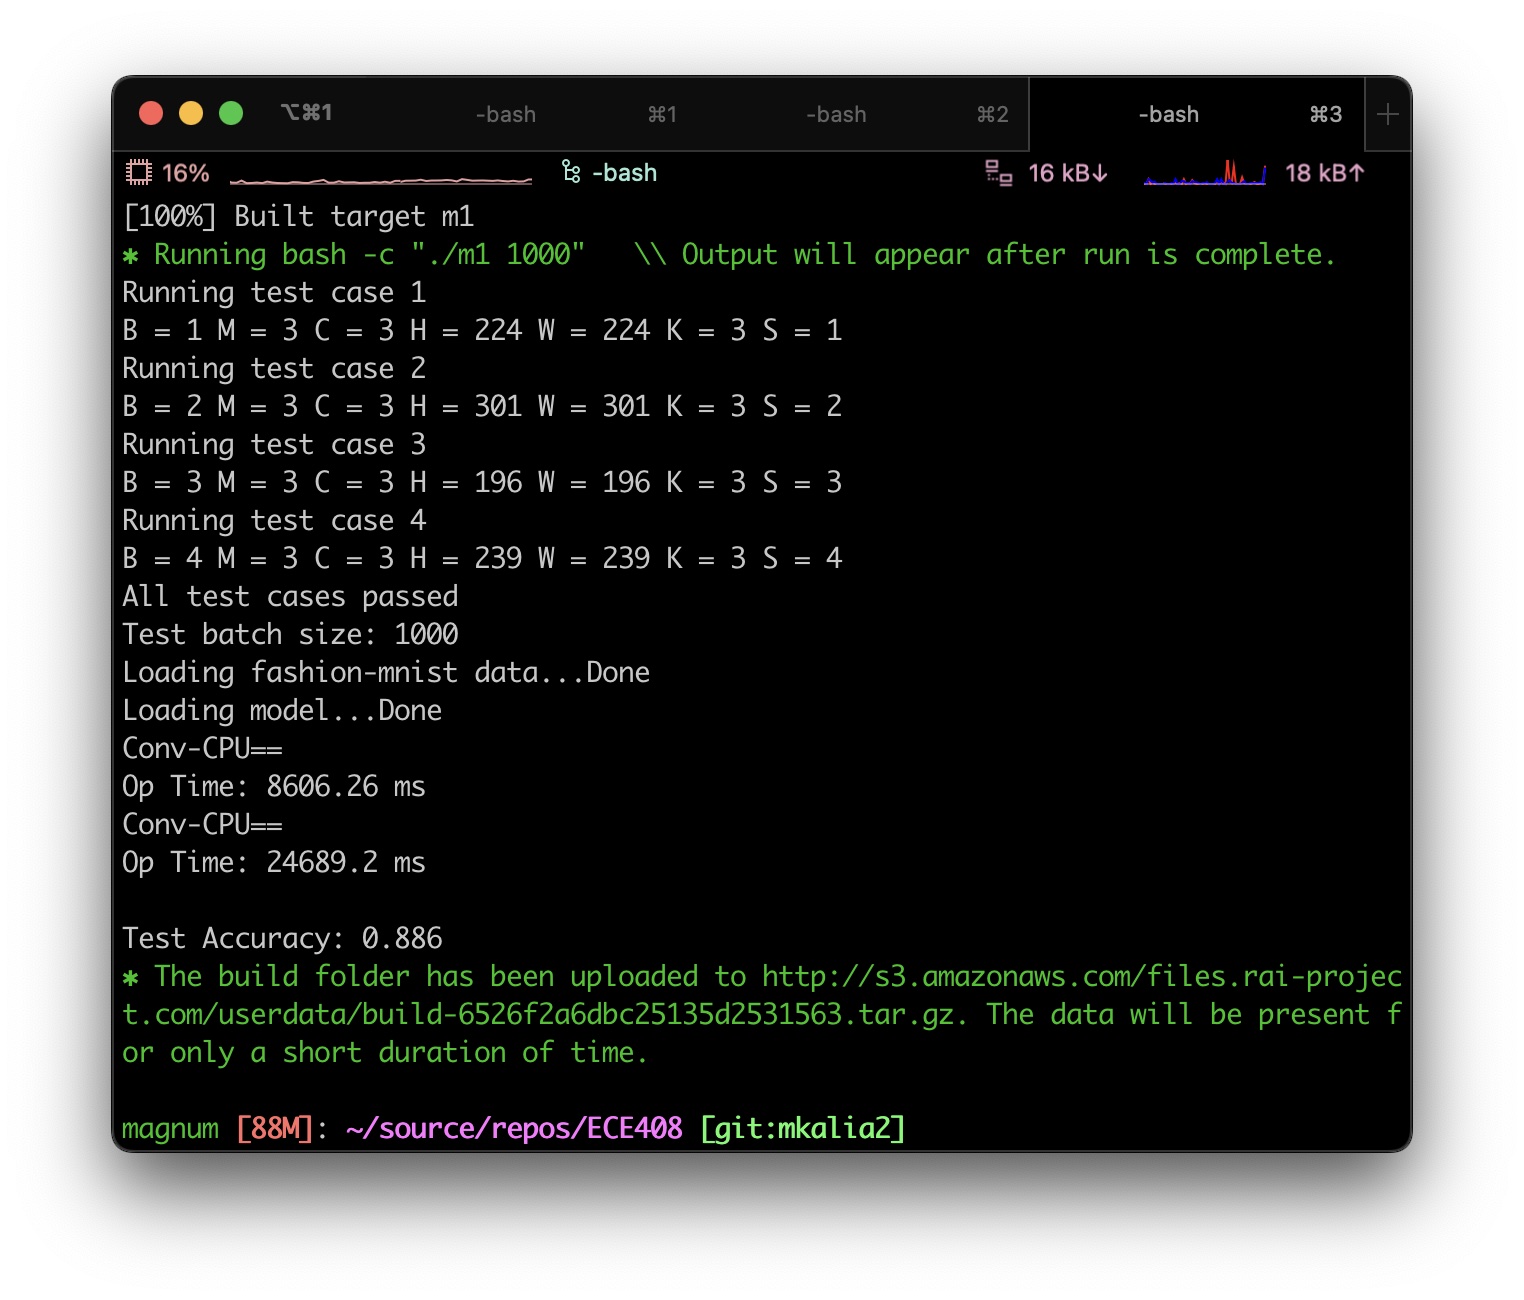 ⌥⌘1 -bash ⌘1 -bash ⌘2 -bash ⌘3 +
16% -bash 16 kB↓ 18 kB↑
[100%] Built target m1
✱ Running bash -c "./m1 1000"   \\ Output will appear after run is complete.
Running test case 1
B = 1 M = 3 C = 3 H = 224 W = 224 K = 3 S = 1
Running test case 2
B = 2 M = 3 C = 3 H = 301 W = 301 K = 3 S = 2
Running test case 3
B = 3 M = 3 C = 3 H = 196 W = 196 K = 3 S = 3
Running test case 4
B = 4 M = 3 C = 3 H = 239 W = 239 K = 3 S = 4
All test cases passed
Test batch size: 1000
Loading fashion-mnist data...Done
Loading model...Done
Conv-CPU==
Op Time: 8606.26 ms
Conv-CPU==
Op Time: 24689.2 ms
Test Accuracy: 0.886
✱ The build folder has been uploaded to http://s3.amazonaws.com/files.rai-projec
t.com/userdata/build-6526f2a6dbc25135d2531563.tar.gz. The data will be present f
or only a short duration of time.
magnum [88M]: ~/source/repos/ECE408 [git:mkalia2]